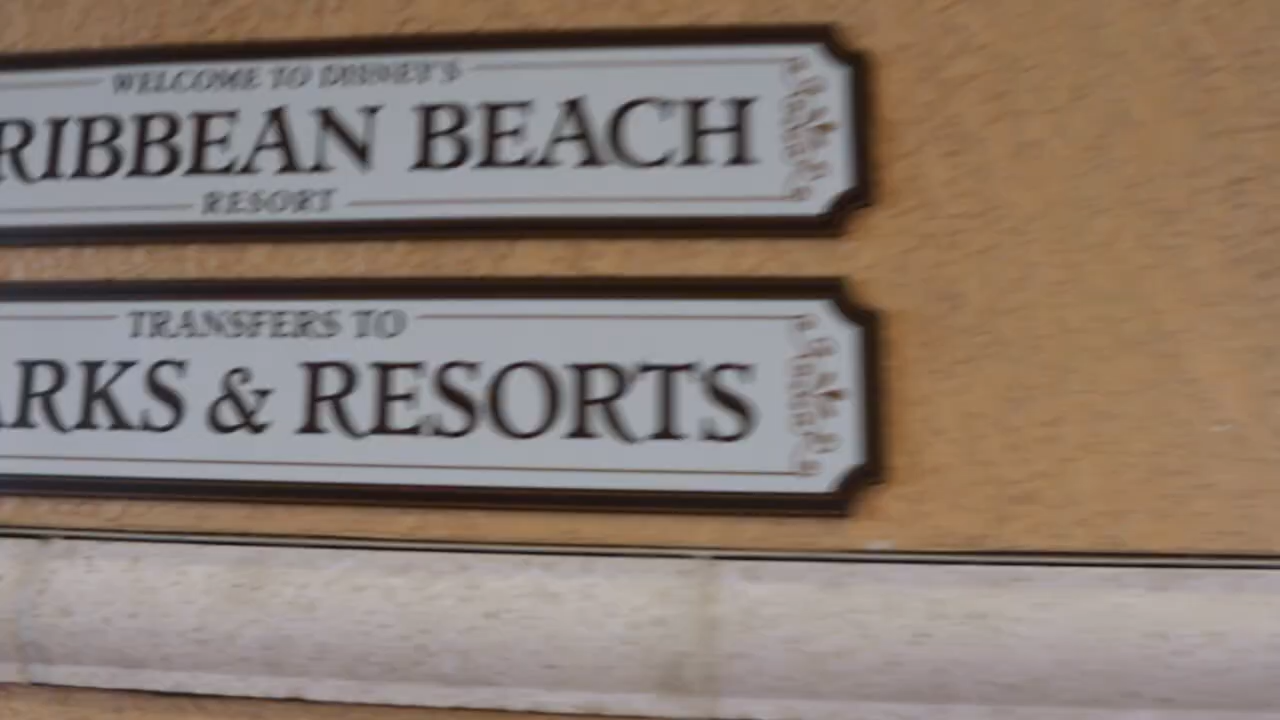 WELCOME TO DISNEY'S
RIBBEAN BEACH
RESORT
TRANSFERS TO
ARKS & RESORTS